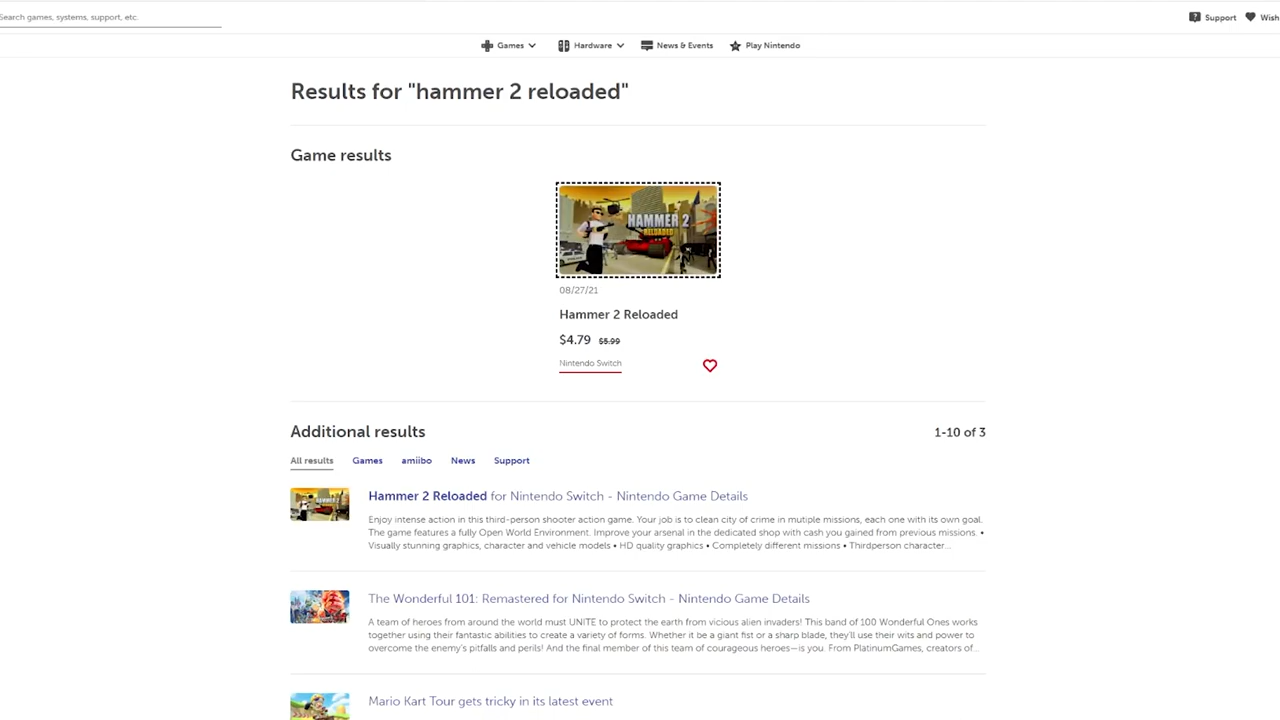 Search games, systems, support, etc.
Support
Wish
Games
Hardware
News & Events
Play Nintendo
Results for "hammer 2 reloaded"
Game results
HAMMER 2
RELOADED
08/27/21
Hammer 2 Reloaded
$4.79 $5.99
Nintendo Switch
Additional results
1-10 of 3
All results
Games
amiibo
News
Support
Hammer 2 Reloaded for Nintendo Switch - Nintendo Game Details
Enjoy intense action in this third-person shooter action game. Your job is to clean city of crime in mutiple missions, each one with its own goal.
The game features a fully Open World Environment. Improve your arsenal in the dedicated shop with cash you gained from previous missions. •
Visually stunning graphics, character and vehicle models • HD quality graphics • Completely different missions • Thirdperson character...
The Wonderful 101: Remastered for Nintendo Switch - Nintendo Game Details
A team of heroes from around the world must UNITE to protect the earth from vicious alien invaders! This band of 100 Wonderful Ones works
together using their fantastic abilities to create a variety of forms. Whether it be a giant fist or a sharp blade, they'll use their wits and power to
overcome the enemy's pitfalls and perils! And the final member of this team of courageous heroes—is you. From PlatinumGames, creators of...
Mario Kart Tour gets tricky in its latest event